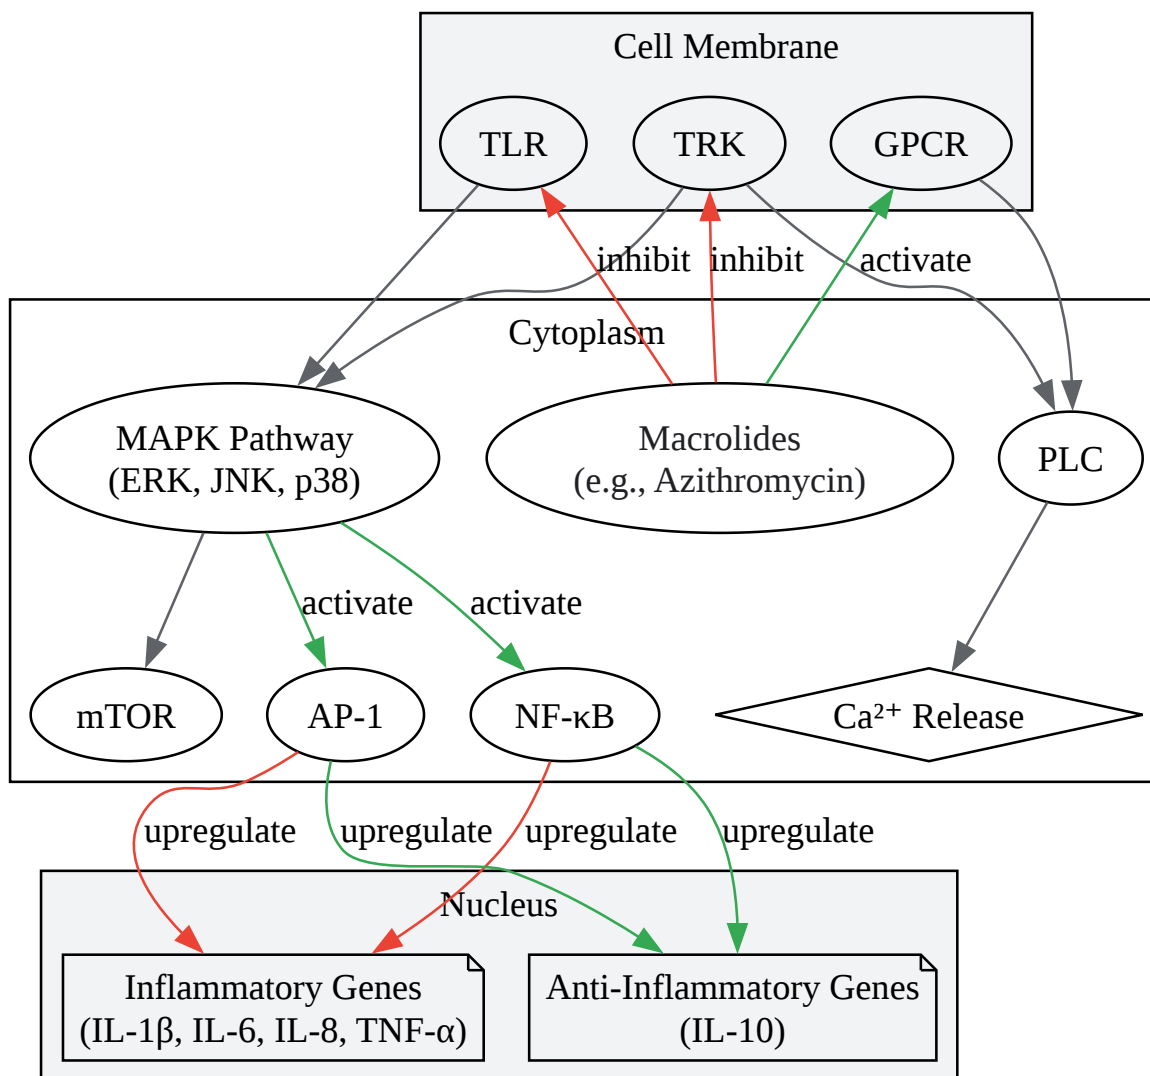 Cell Membrane
TLR
TRK
GPCR
inhibit
inhibit
activate
Cytoplasm
MAPK Pathway
(ERK, JNK, p38)
Macrolides
(e.g., Azithromycin)
PLC
activate
activate
mTOR
AP-1
NF-κB
Ca²⁺ Release
upregulate
upregulate
upregulate
upregulate
Nucleus
Inflammatory Genes
(IL-1β, IL-6, IL-8, TNF-α)
Anti-Inflammatory Genes
(IL-10)